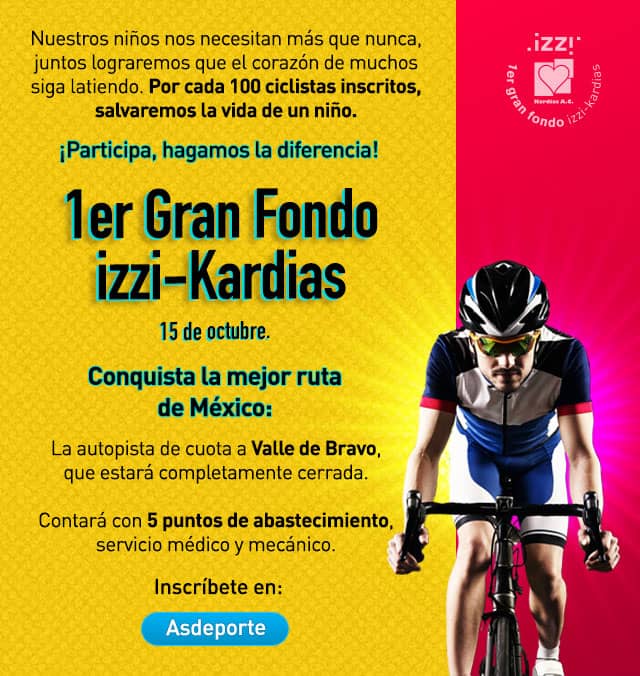 Nuestros niños nos necesitan más que nunca,
juntos lograremos que el corazón de muchos
siga latiendo. Por cada 100 ciclistas inscritos,
salvaremos la vida de un niño.
¡Participa, hagamos la diferencia!
1er Gran Fondo
izzi-Kardias
15 de octubre.
Conquista la mejor ruta
de México:
La autopista de cuota a Valle de Bravo,
que estará completamente cerrada.
Contará con 5 puntos de abastecimiento,
servicio médico y mecánico.
Inscríbete en:
Asdeporte
.izz!
Kardias A.C.
1er gran fondo izzi-kardias